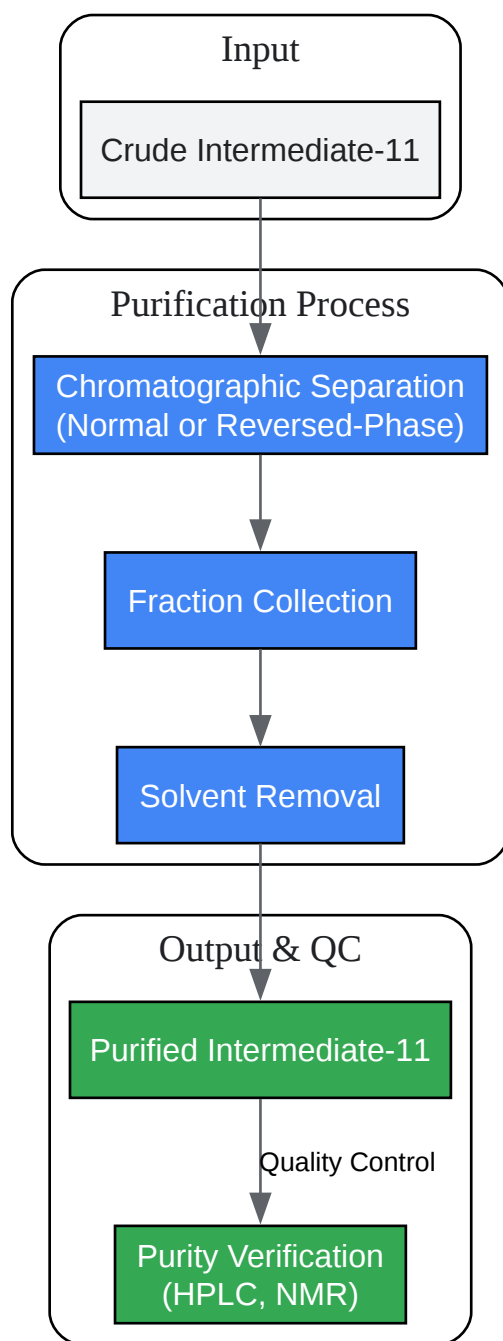 Input
Crude Intermediate-11
Purification Process
Chromatographic Separation
(Normal or Reversed-Phase)
Fraction Collection
Solvent Removal
Output & QC
Purified Intermediate-11
Quality Control
Purity Verification
(HPLC, NMR)